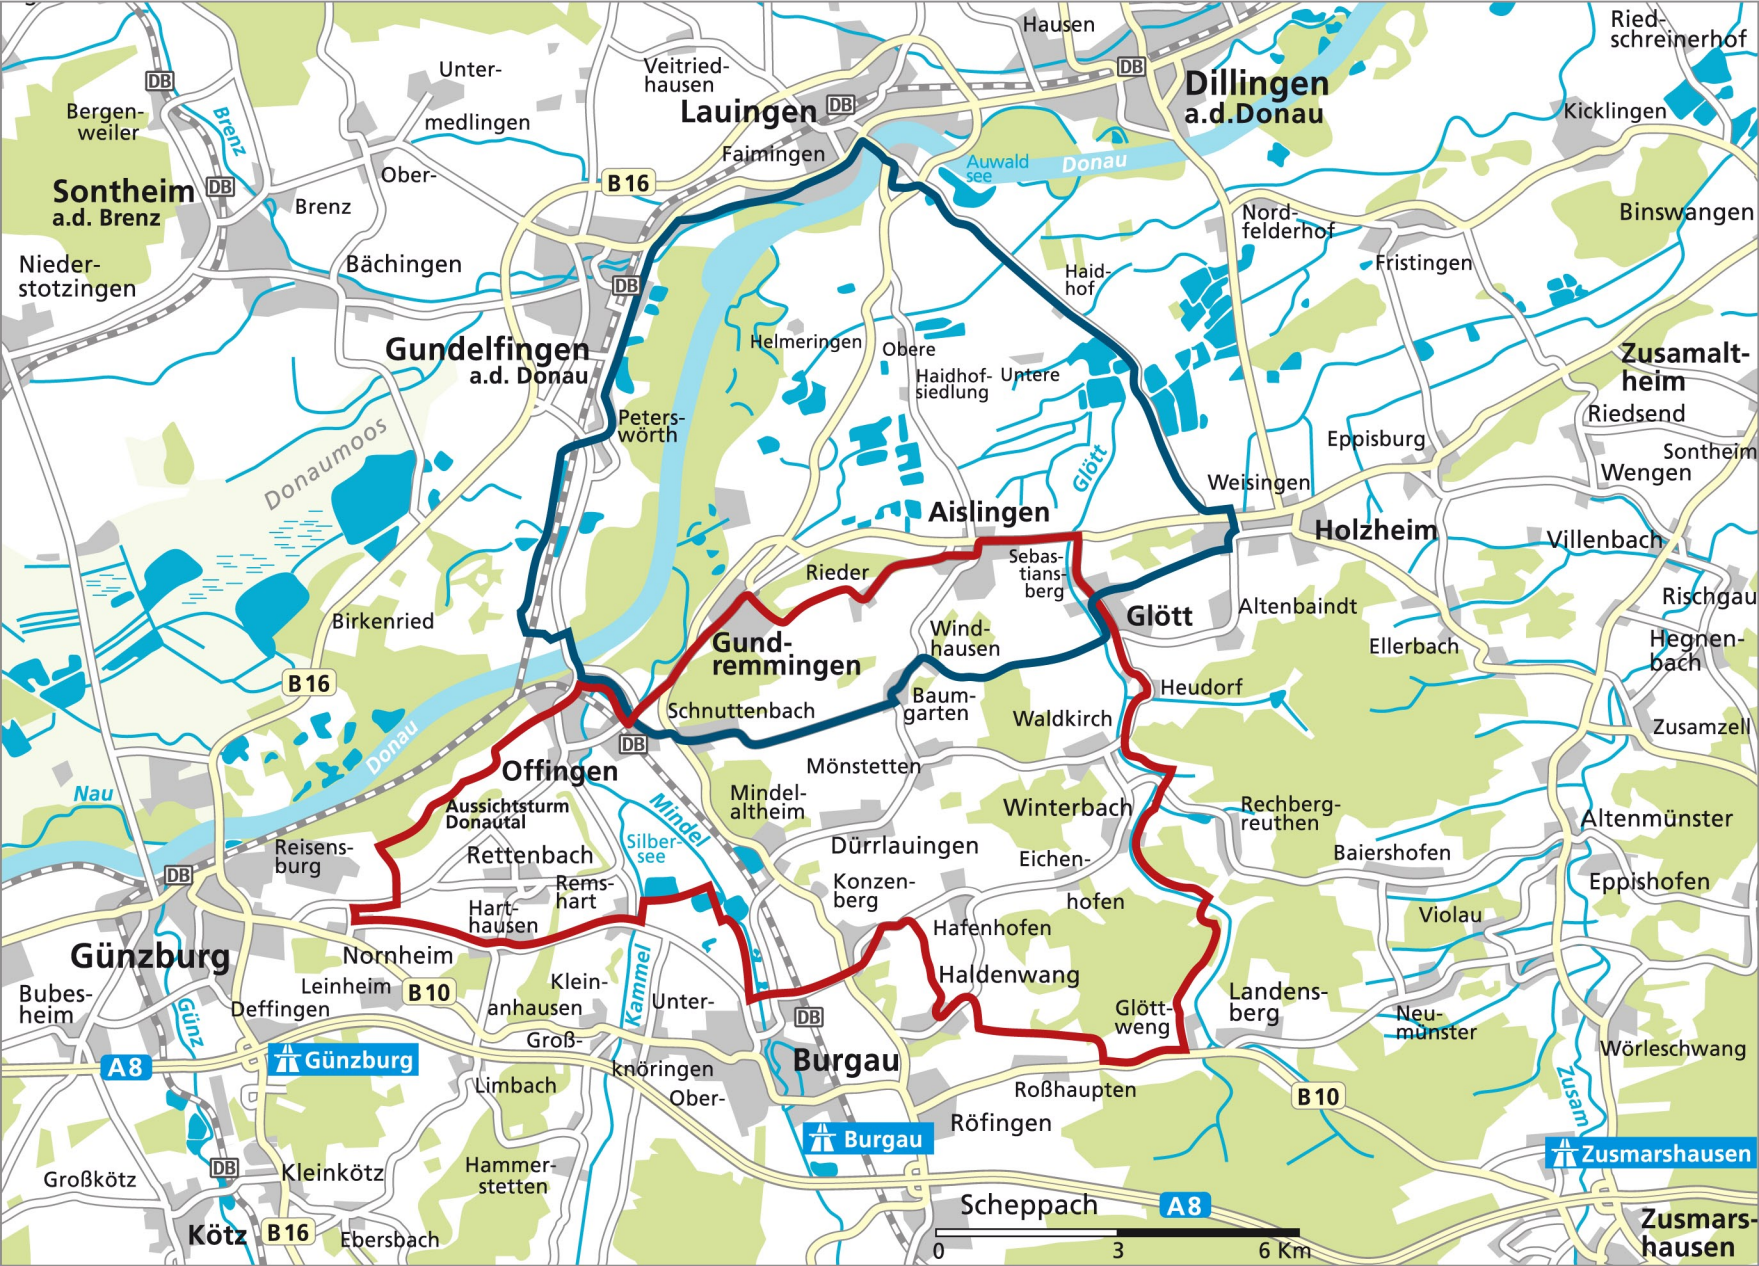 Hausen
Ried-
schreinerhof
DB
Unter-
Veitried-
hausen
DB
Dillingen
a.d.Donau
Bergen-
weiler
Brenz
medlingen
Lauingen
DB
Kicklingen
Faimingen
Auwald
see
Donau
Sontheim
a.d. Brenz
DB
Ober-
B 16
Brenz
Nord-
felderhof
Binswangen
Nieder-
stotzingen
Bächingen
DB
Haid-
hof
Fristingen
Gundelfingen
a.d. Donau
Helmeringen
Obere
Haidhof-
siedlung
Untere
Zusamalt-
heim
Riedsend
Peters-
wörth
Donaumoos
Glött
Eppisburg
Sontheim
Wengen
Weisingen
Aislingen
Holzheim
Villenbach
Rieder
Sebas-
tians-
berg
Birkenried
Gund-
remmingen
Wind-
hausen
Glött
Altenbaindt
Rischgau
Ellerbach
Hegnen-
bach
B 16
Schnuttenbach
Baum-
garten
Heudorf
Waldkirch
Zusamzell
Donau
DB
Offingen
Mönstetten
Nau
Aussichtsturm
Donautal
Mindel
Mindel-
altheim
Winterbach
Rechberg-
reuthen
Altenmünster
Reisens-
burg
Rettenbach
Silber-
see
Dürrlauingen
Eichen-
hofen
Baiershofen
DB
Rems-
hart
Konzen-
berg
Eppishofen
Hart-
hausen
Hafenhofen
Violau
Günzburg
Nornheim
Kammel
Haldenwang
Bubes-
heim
Leinheim
B 10
Klein-
anhausen
Unter-
Glött-
weng
Landens-
berg
Neu-
münster
Günz
Deffingen
DB
Groß-
knöringen
Ober-
Burgau
A 8
Günzburg
Limbach
Roßhaupten
B 10
Wörleschwang
Zusam
Röfingen
Burgau
Zusmarshausen
Großkötz
DB
Kleinkötz
Hammer-
stetten
Scheppach
A 8
Kötz
B 16
Ebersbach
0
3
6 Km
Zusmars-
hausen